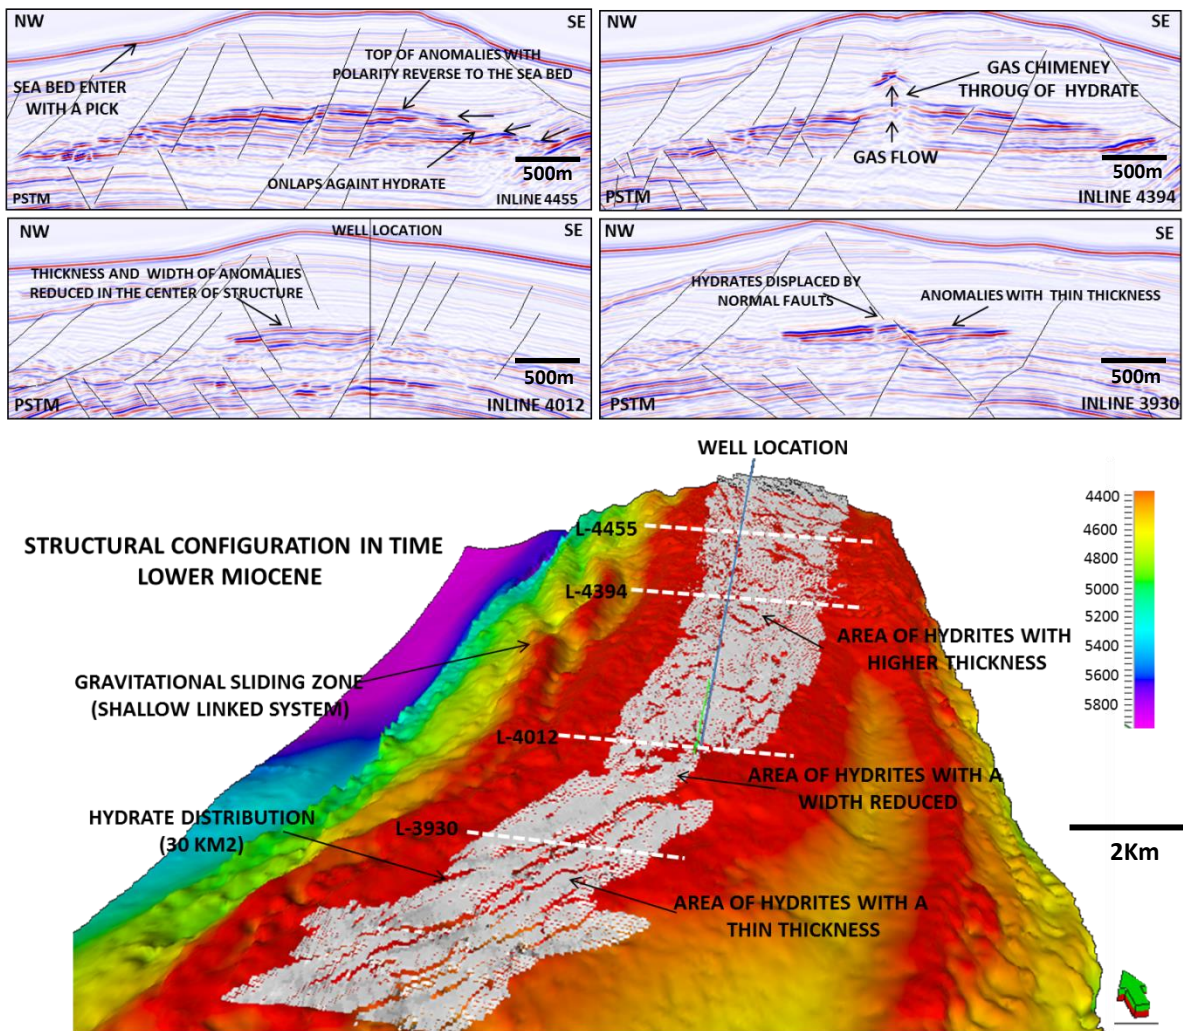 NW
SE
TOP OF ANOMALIES WITH
POLARITY REVERSE TO THE SEA BED
SEA BED ENTER
WITH A PICK
ONLAPS AGAINT HYDRATE
500m
PSTM
INLINE 4455
NW
SE
GAS CHIMENEY
THROUG OF HYDRATE
GAS FLOW
500m
PSTM
INLINE 4394
NW
WELL LOCATION
SE
THICKNESS AND WIDTH OF ANOMALIES
REDUCED IN THE CENTER OF STRUCTURE
500m
PSTM
INLINE 4012
NW
SE
HYDRATES DISPLACED BY
NORMAL FAULTS
ANOMALIES WITH THIN THICKNESS
500m
PSTM
INLINE 3930
WELL LOCATION
STRUCTURAL CONFIGURATION IN TIME
LOWER MIOCENE
L-4455
L-4394
AREA OF HYDRITES WITH
HIGHER THICKNESS
GRAVITATIONAL SLIDING ZONE
(SHALLOW LINKED SYSTEM)
L-4012
AREA OF HYDRITES WITH A
WIDTH REDUCED
HYDRATE DISTRIBUTION
(30 KM2)
L-3930
AREA OF HYDRITES WITH A
THIN THICKNESS
4400
4600
4800
5000
5200
5400
5600
5800
2Km